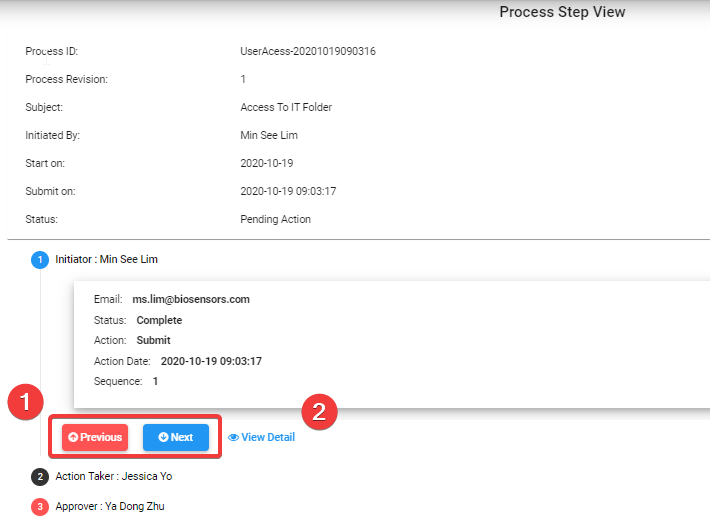 Process Step View
Process ID: UserAcess-20201019090316
Process Revision: 1
Subject: Access To IT Folder
Initiated By: Min See Lim
Start on: 2020-10-19
Submit on: 2020-10-19 09:03:17
Status: Pending Action
1 Initiator : Min See Lim
Email: ms.lim@biosensors.com
Status: Complete
Action: Submit
Action Date: 2020-10-19 09:03:17
Sequence: 1
1 2
Previous Next View Detail
2 Action Taker : Jessica Yo
3 Approver : Ya Dong Zhu